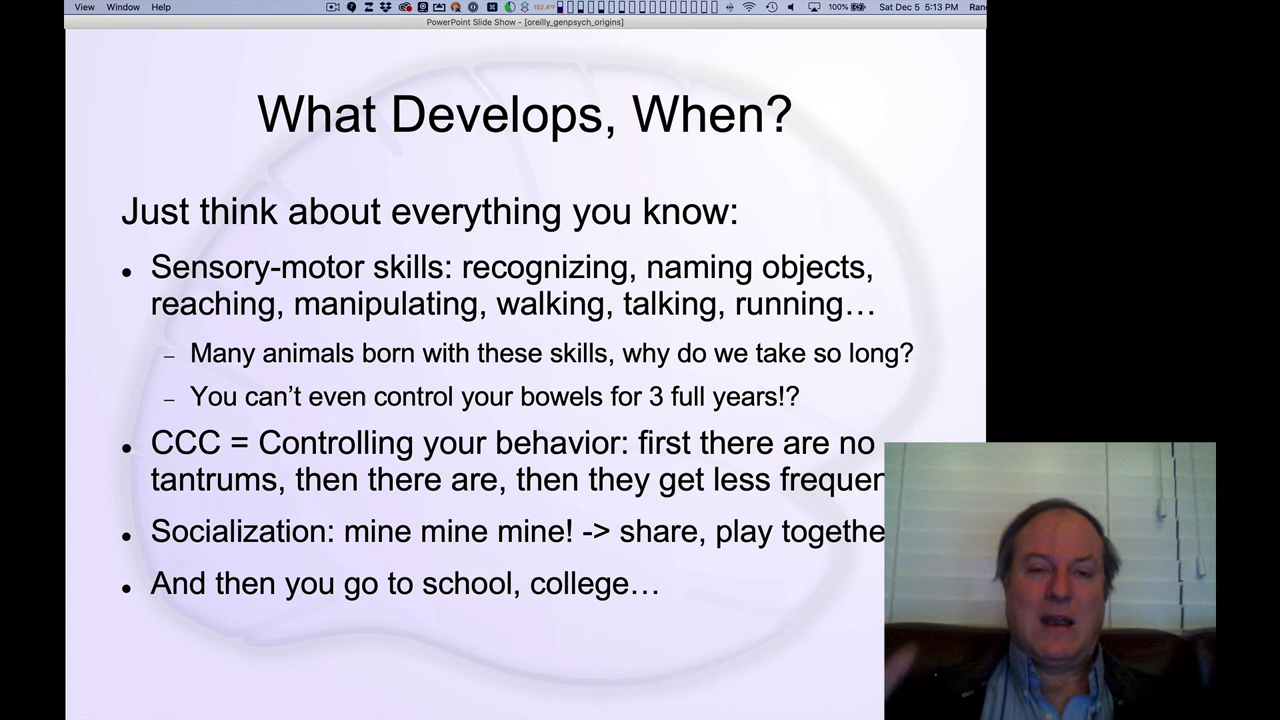 View Window Help 152.4°F 100% Sat Dec 5 5:13 PM Ran
PowerPoint Slide Show - [oreilly_genpsych_origins]
What Develops, When?
Just think about everything you know:
• Sensory-motor skills: recognizing, naming objects,
reaching, manipulating, walking, talking, running…
– Many animals born with these skills, why do we take so long?
– You can’t even control your bowels for 3 full years!?
• CCC = Controlling your behavior: first there are no
tantrums, then there are, then they get less frequen
• Socialization: mine mine mine! -> share, play togethe
• And then you go to school, college…